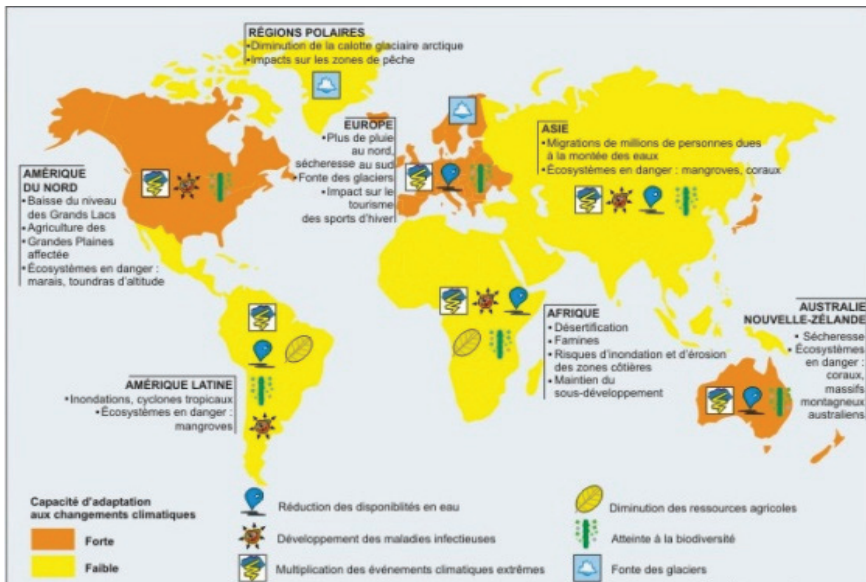 RÉGIONS POLAIRES
•Diminution de la calotte glaciaire arctique
•Impacts sur les zones de pêche
EUROPE
•Plus de pluie
au nord,
sécheresse
au sud
•Fonte des glaciers
•Impact sur le
tourisme
des sports d'hiver
ASIE
•Migrations de millions de personnes dues
à la montée des eaux
•Écosystèmes en danger : mangroves, coraux
AMÉRIQUE
DU NORD
•Baisse du niveau
des Grands Lacs
•Agriculture des
•Grandes Plaines
affectée
•Écosystèmes en danger :
marais, toundras d'altitude
AFRIQUE
•Désertification
•Famines
•Risques d'inondation et d'érosion
des zones côtières
•Maintien du
sous-développement
AUSTRALIE
NOUVELLE-ZÉLANDE
•Sécheresse
•Écosystèmes
en danger :
coraux,
massifs
montagneux
australiens
AMÉRIQUE LATINE
•Inondations, cyclones tropicaux
•Écosystèmes en danger :
mangroves
Capacité d'adaptation
aux changements climatiques
Forte
Faible
Réduction des disponiblités en eau
Développement des maladies infectieuses
Multiplication des événements climatiques extrêmes
Diminution des ressources agricoles
Atteinte à la biodiversité
Fonte des glaciers